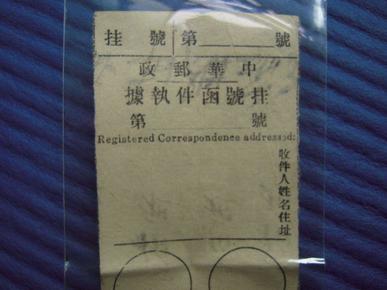 挂號 第 號
中華郵政
挂號函件執據
第 號
Registered Correspondence addressed:
收件人姓名住址